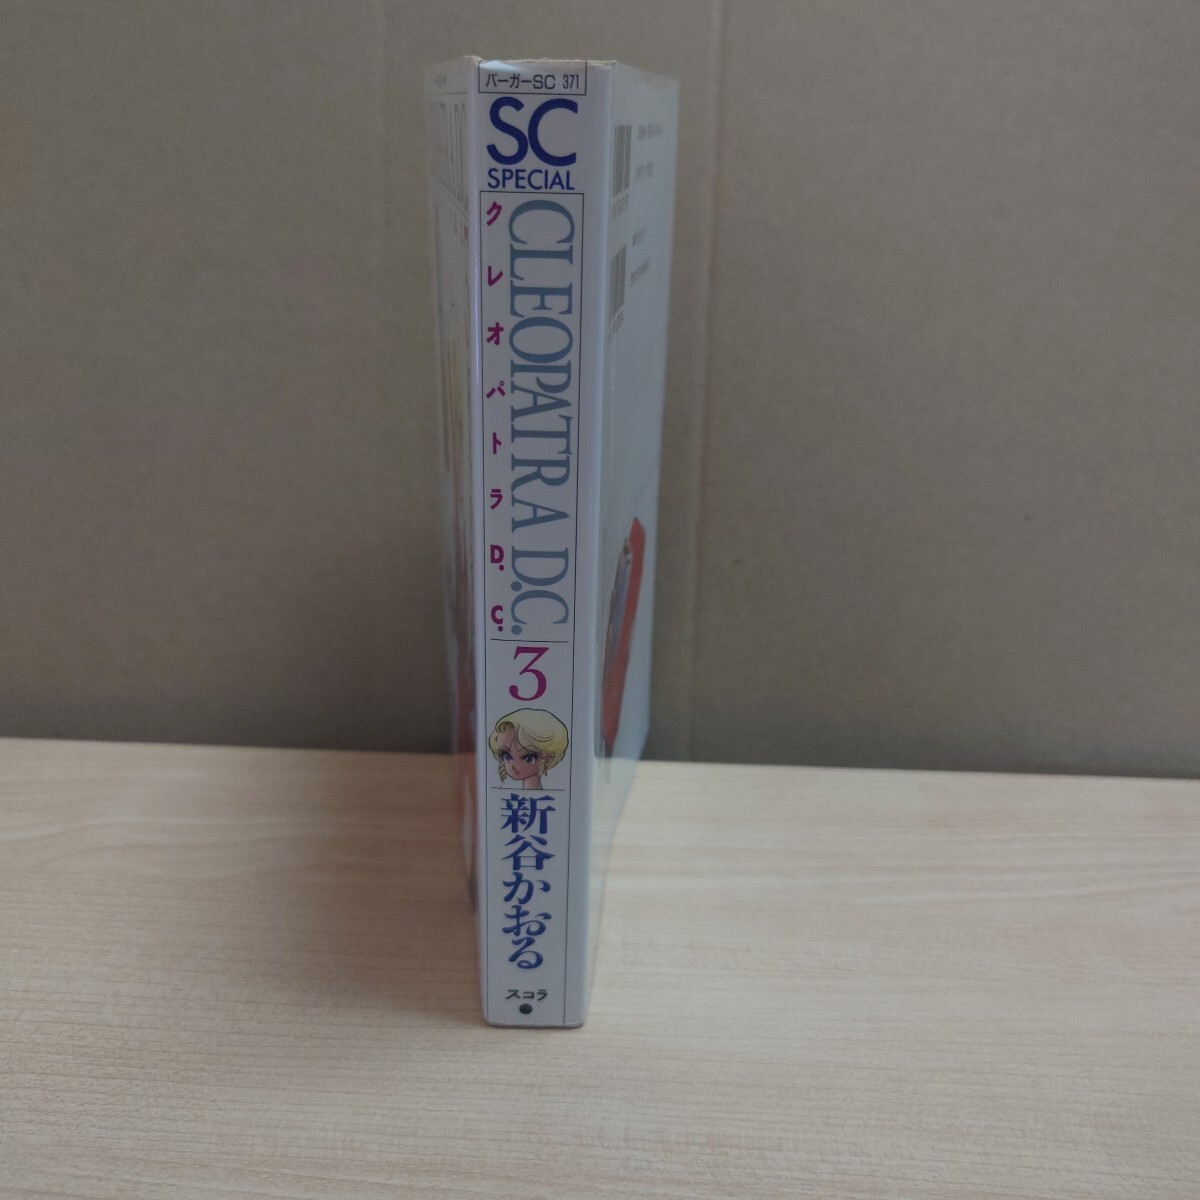 バーガーSC 371
SC
SPECIAL
クレオパトラD.C.
CLEOPATRA D.C.
3
新谷かおる
スコラ